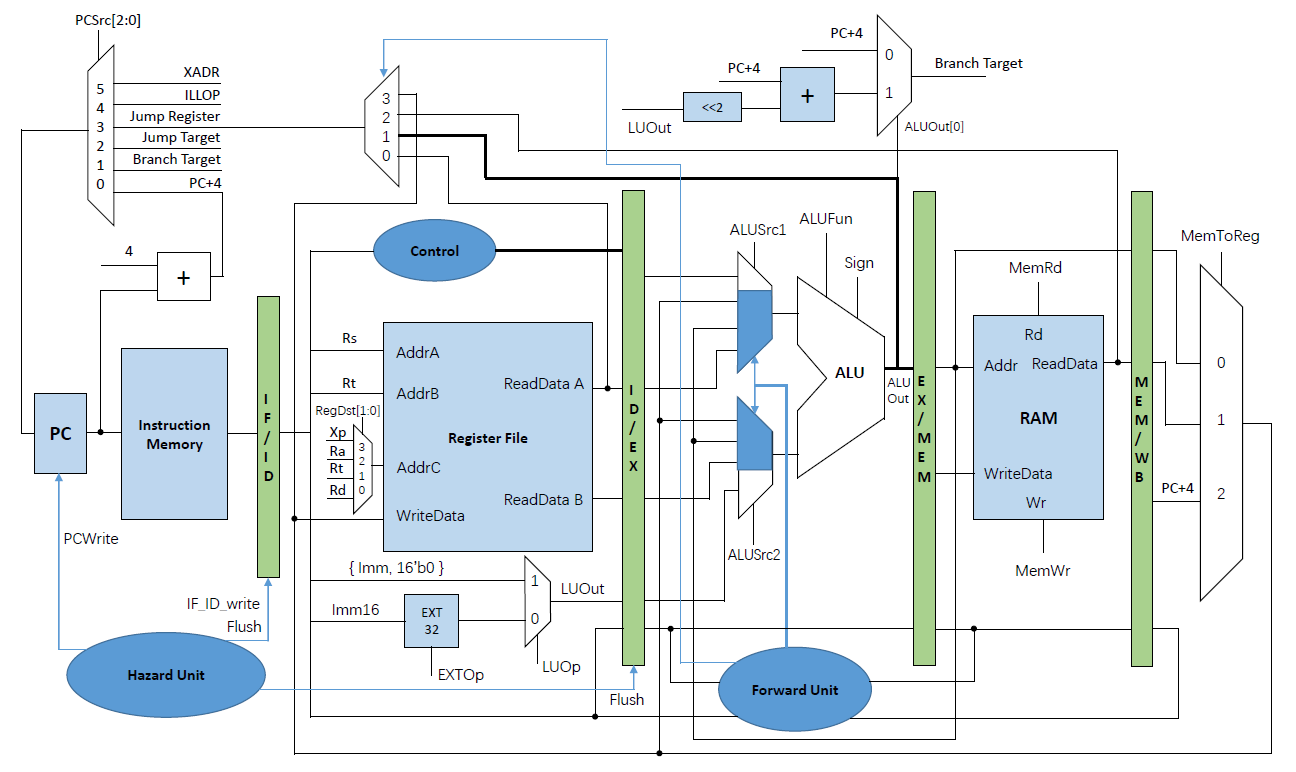 PCSrc[2:0]
XADR
ILLOP
Jump Register
Jump Target
Branch Target
PC+4
5
4
3
2
1
0
3
2
1
0
PC+4
PC+4
LUOut
<<2
+
0
1
Branch Target
ALUOut[0]
4
+
Control
ALUSrc1
ALUFun
Sign
MemToReg
MemRd
PC
Instruction
Memory
IF/ID
Rs
Rt
RegDst[1:0]
Xp
Ra
Rt
Rd
3
2
1
0
AddrA
AddrB
AddrC
WriteData
ReadData A
Register File
ReadData B
ID/EX
ALU
ALU
Out
EX/MEM
Rd
Addr
ReadData
RAM
WriteData
Wr
MEM/WB
PC+4
0
1
2
PCWrite
IF_ID_write
Flush
Hazard Unit
{ Imm, 16'b0 }
Imm16
EXT
32
EXTOp
1
0
LUOut
LUOp
Flush
ALUSrc2
MemWr
Forward Unit